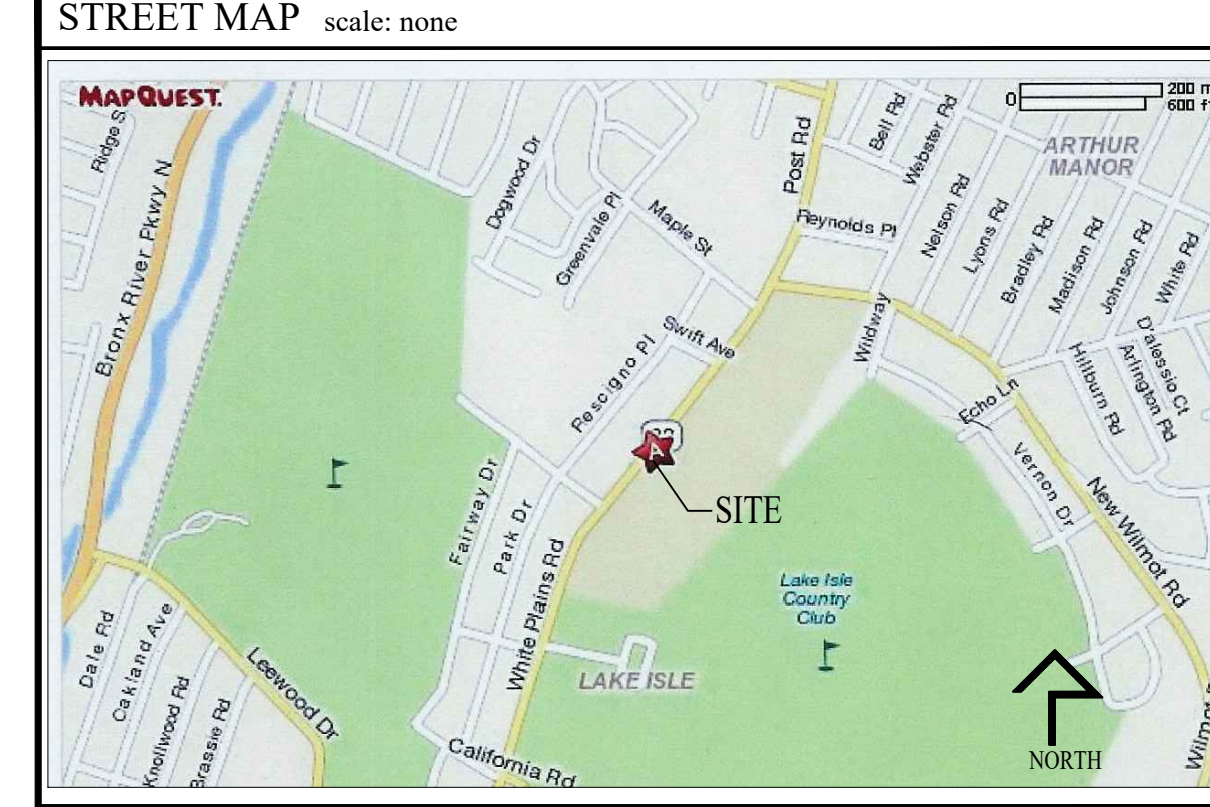 STREET MAP scale: none
MAPQUEST.
0
200 m
600 ft
Ridge S
Bronx River Pkwy N
Dogwood Dr
Greenvale Pl
Maple St
Post Rd
Bell Rd
Webster Rd
ARTHUR
MANOR
Reynolds Pl
Nelson Rd
Lyons Rd
Bradley Rd
Madison Rd
Johnson Rd
White Rd
Swift Ave
Rescigno Pl
Wildway
D'alessio Ct
Arlington Rd
Hillburn Rd
Echo Ln
A
SITE
Fairway Dr
Park Dr
White Plains Rd
Vernon Dr
New Wilmot Rd
Lake Isle
Country
Club
LAKE ISLE
Dale Rd
Oakland Ave
Knollwood Rd
Brassie Rd
Leewood Dr
California Rd
NORTH
Wilmot